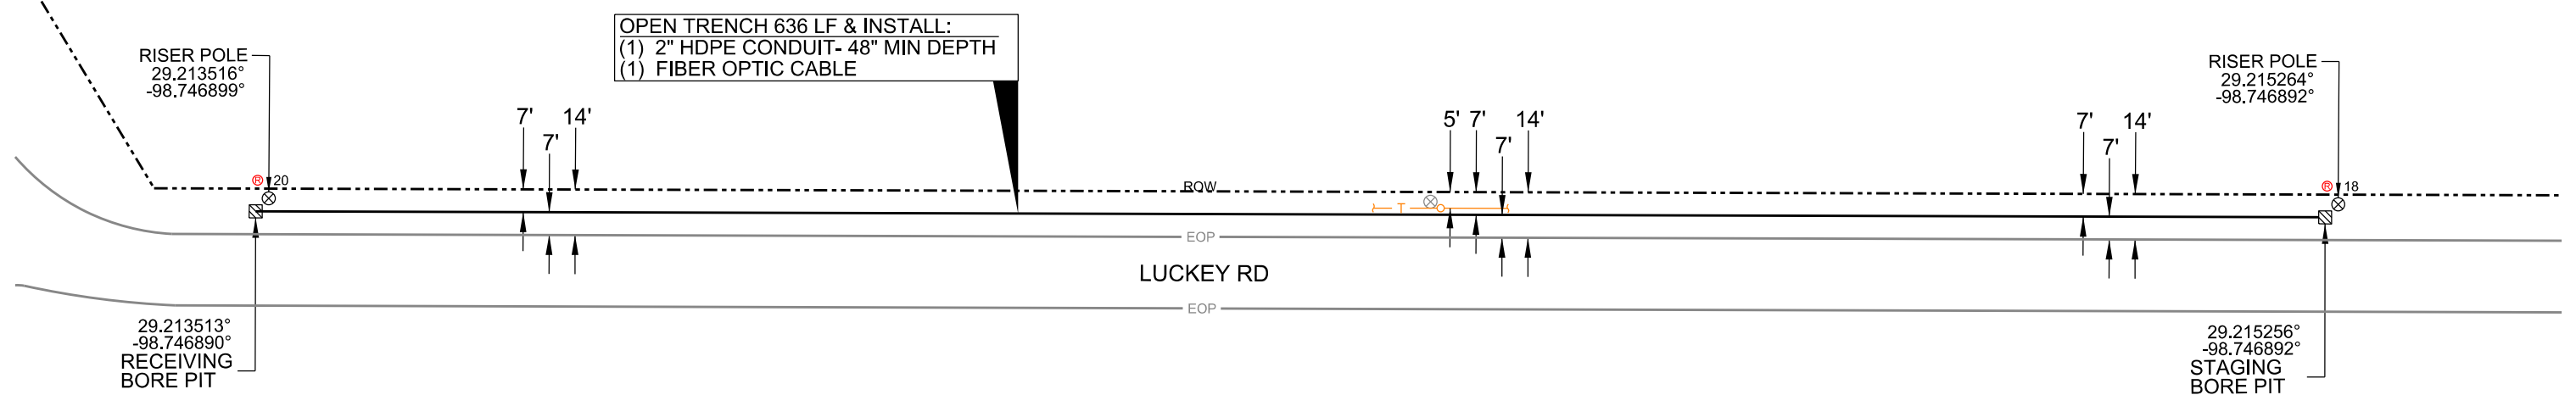 OPEN TRENCH 636 LF & INSTALL:
(1) 2" HDPE CONDUIT- 48" MIN DEPTH
(1) FIBER OPTIC CABLE
RISER POLE
29.213516°
-98.746899°
RISER POLE
29.215264°
-98.746892°
7'
7'
14'
5'
7'
7'
14'
7'
7'
14'
R
20
ROW
R
18
T
EOP
LUCKEY RD
EOP
29.213513°
-98.746890°
RECEIVING
BORE PIT
29.215256°
-98.746892°
STAGING
BORE PIT